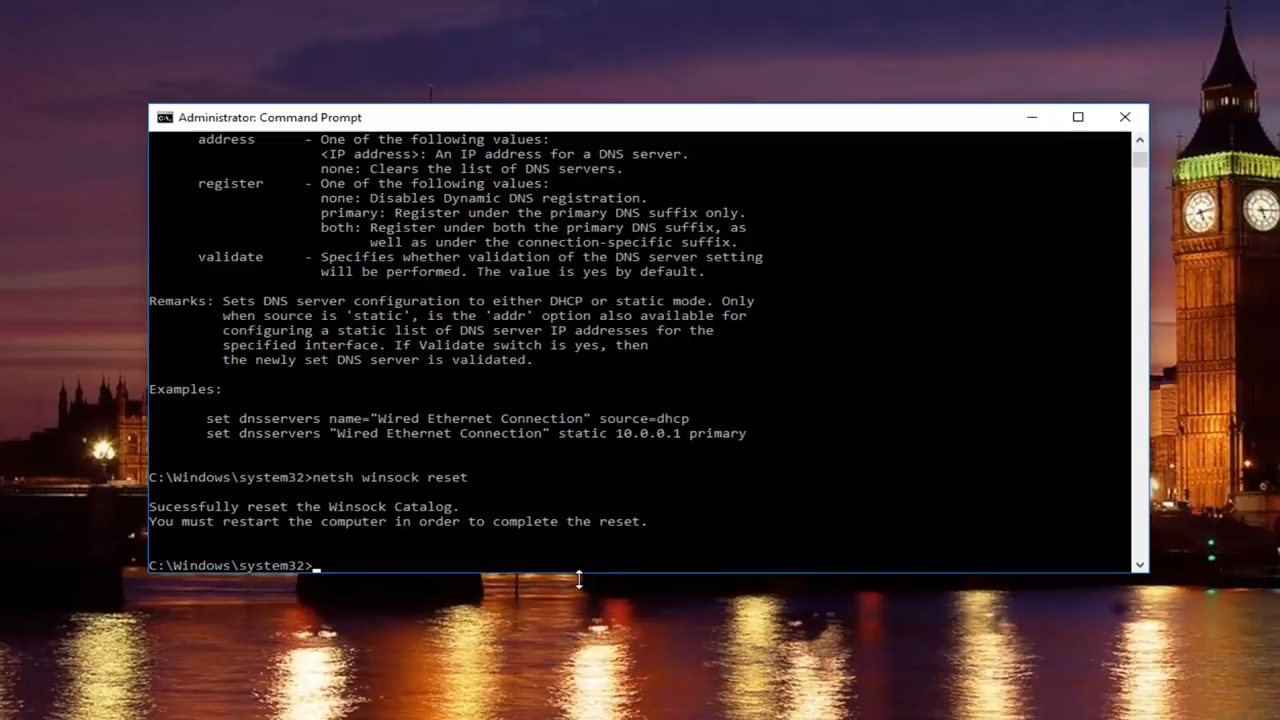 Administrator: Command Prompt
address - One of the following values:
<IP address>: An IP address for a DNS server.
none: Clears the list of DNS servers.
register - One of the following values:
none: Disables Dynamic DNS registration.
primary: Register under the primary DNS suffix only.
both: Register under both the primary DNS suffix, as
well as under the connection-specific suffix.
validate - Specifies whether validation of the DNS server setting
will be performed. The value is yes by default.
Remarks: Sets DNS server configuration to either DHCP or static mode. Only
when source is 'static', is the 'addr' option also available for
configuring a static list of DNS server IP addresses for the
specified interface. If Validate switch is yes, then
the newly set DNS server is validated.
Examples:
set dnsservers name="Wired Ethernet Connection" source=dhcp
set dnsservers "Wired Ethernet Connection" static 10.0.0.1 primary
C:\Windows\system32>netsh winsock reset
Sucessfully reset the Winsock Catalog.
You must restart the computer in order to complete the reset.
C:\Windows\system32>